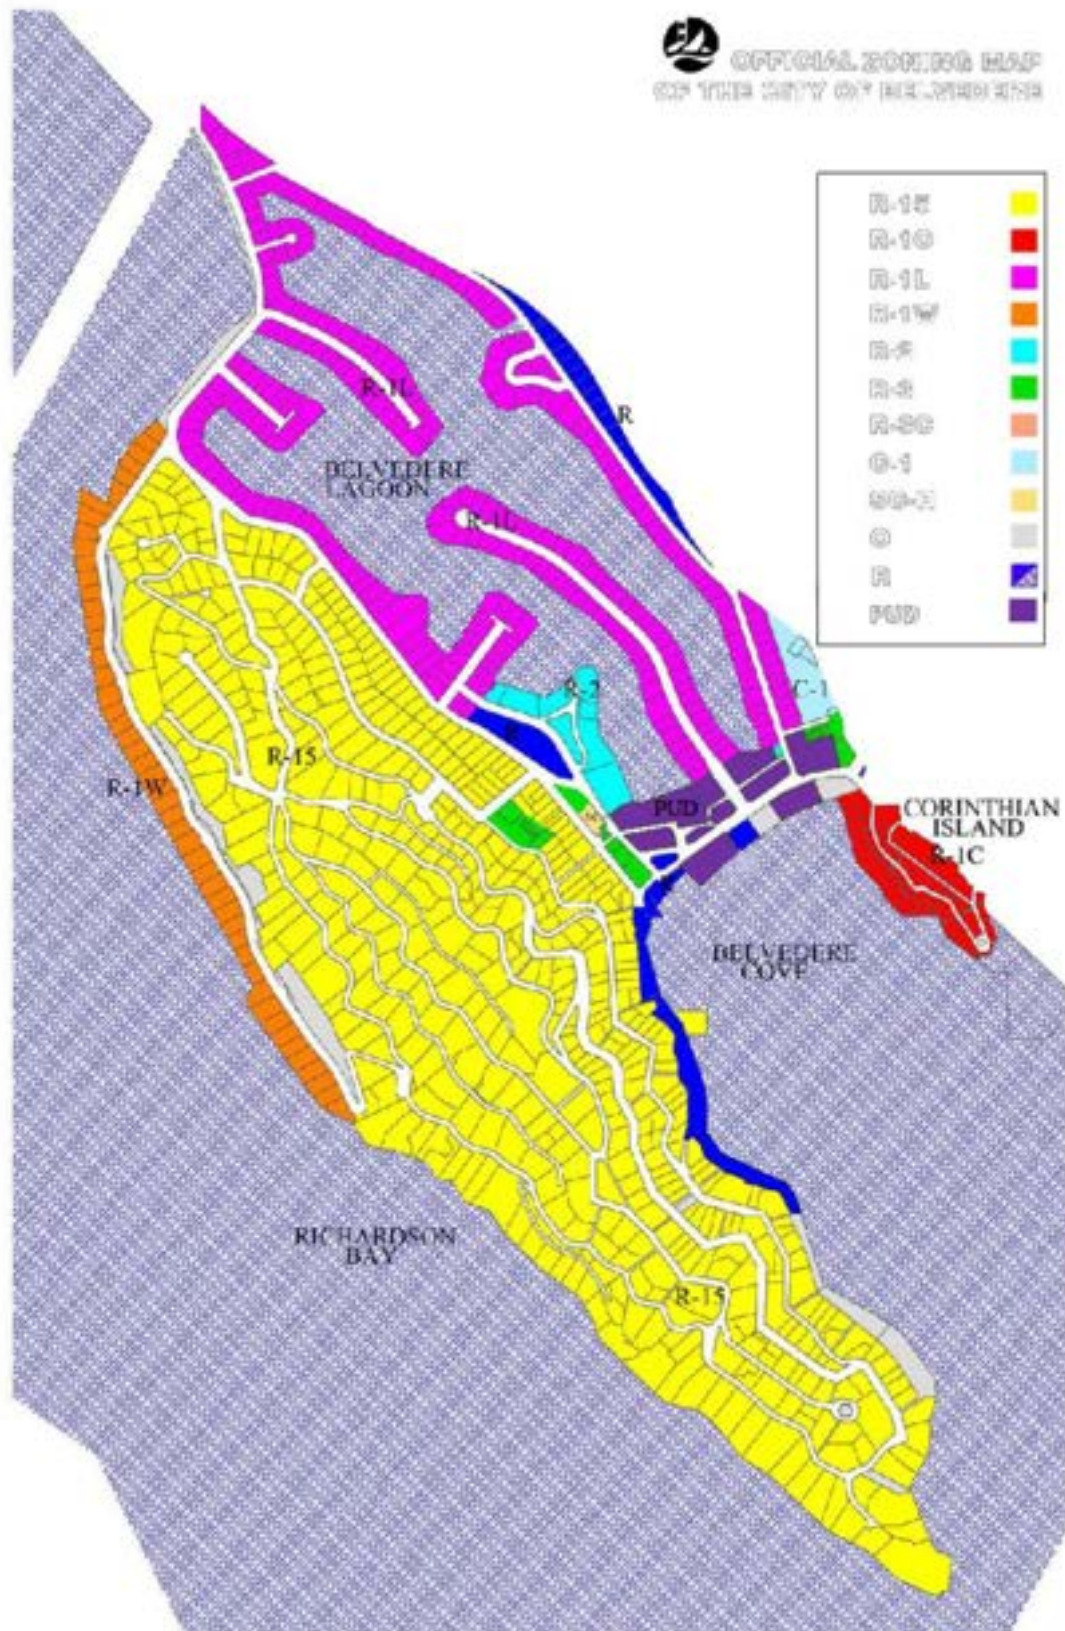 OFFICIAL ZONING MAP
OF THE CITY OF BELVEDERE
R-15
R-1C
R-1L
R-1W
R-2
R-3
R-3C
C-1
O
R
PUD
R-1L
R
BELVEDERE
LAGOON
R-1L
R-2
C-1
R
R-15
R-1W
PUD
CORINTHIAN
ISLAND
R-1C
R
BELVEDERE
COVE
RICHARDSON
BAY
R-15